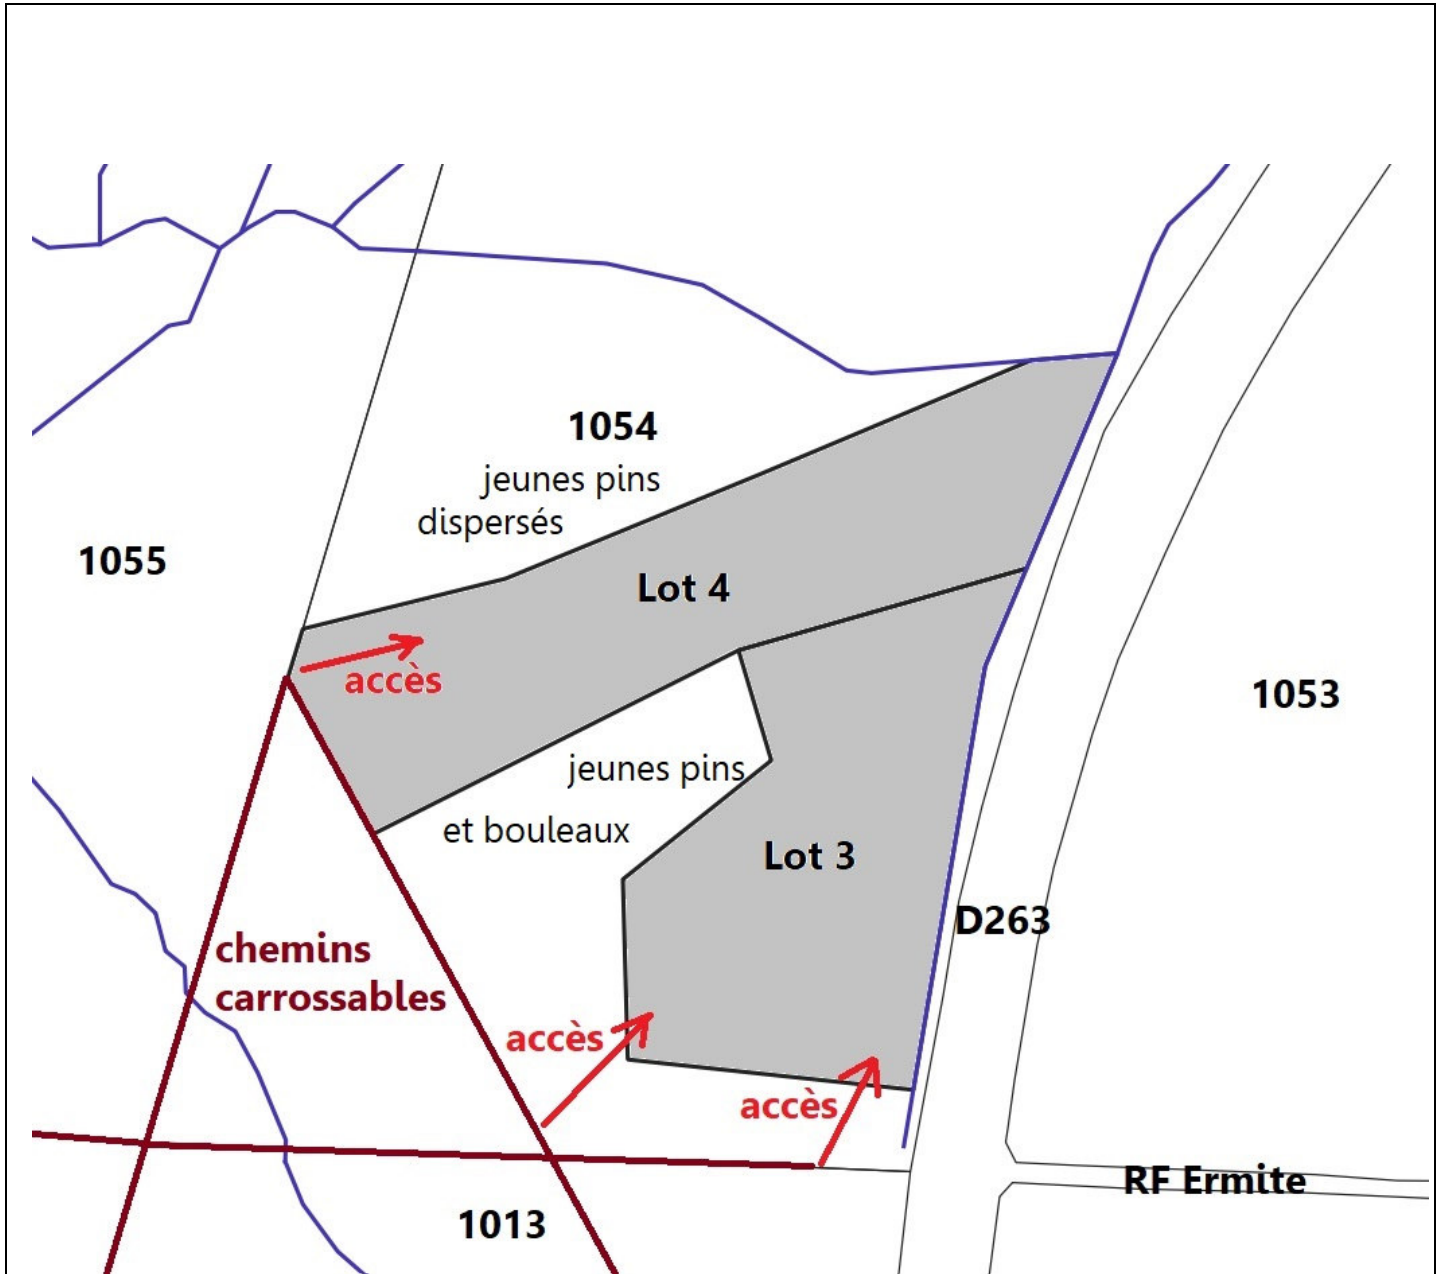 1054
jeunes pins
dispersés
1055
Lot 4
accès
1053
jeunes pins
et bouleaux
Lot 3
D263
chemins
carrossables
accès
accès
RF Ermite
1013